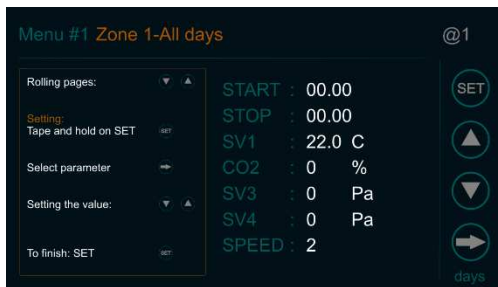 Menu #1 Zone 1-All days
@1
Rolling pages:
Setting:
Tape and hold on SET
SET
Select parameter
Setting the value:
To finish: SET
SET
START : 00.00
STOP : 00.00
SV1 : 22.0 C
CO2 : 0 %
SV3 : 0 Pa
SV4 : 0 Pa
SPEED : 2
SET
days